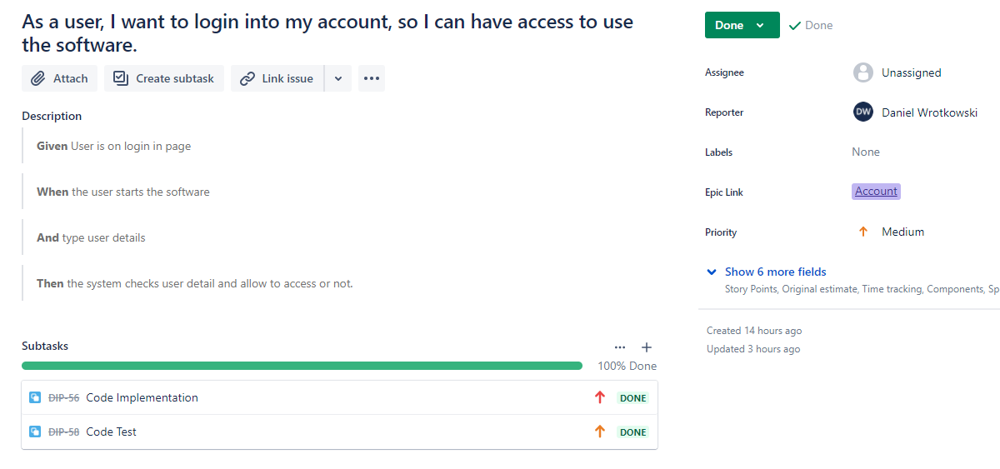 As a user, I want to login into my account, so I can have access to use
the software.
Attach
Create subtask
Link issue
Description
Given User is on login in page
When the user starts the software
And type user details
Then the system checks user detail and allow to access or not.
Subtasks
100% Done
DIP-56 Code Implementation DONE
DIP-58 Code Test DONE
Done
Done
Assignee
Unassigned
Reporter
DW
Daniel Wrotkowski
Labels
None
Epic Link
Account
Priority
Medium
Show 6 more fields
Story Points, Original estimate, Time tracking, Components, Sp
Created 14 hours ago
Updated 3 hours ago